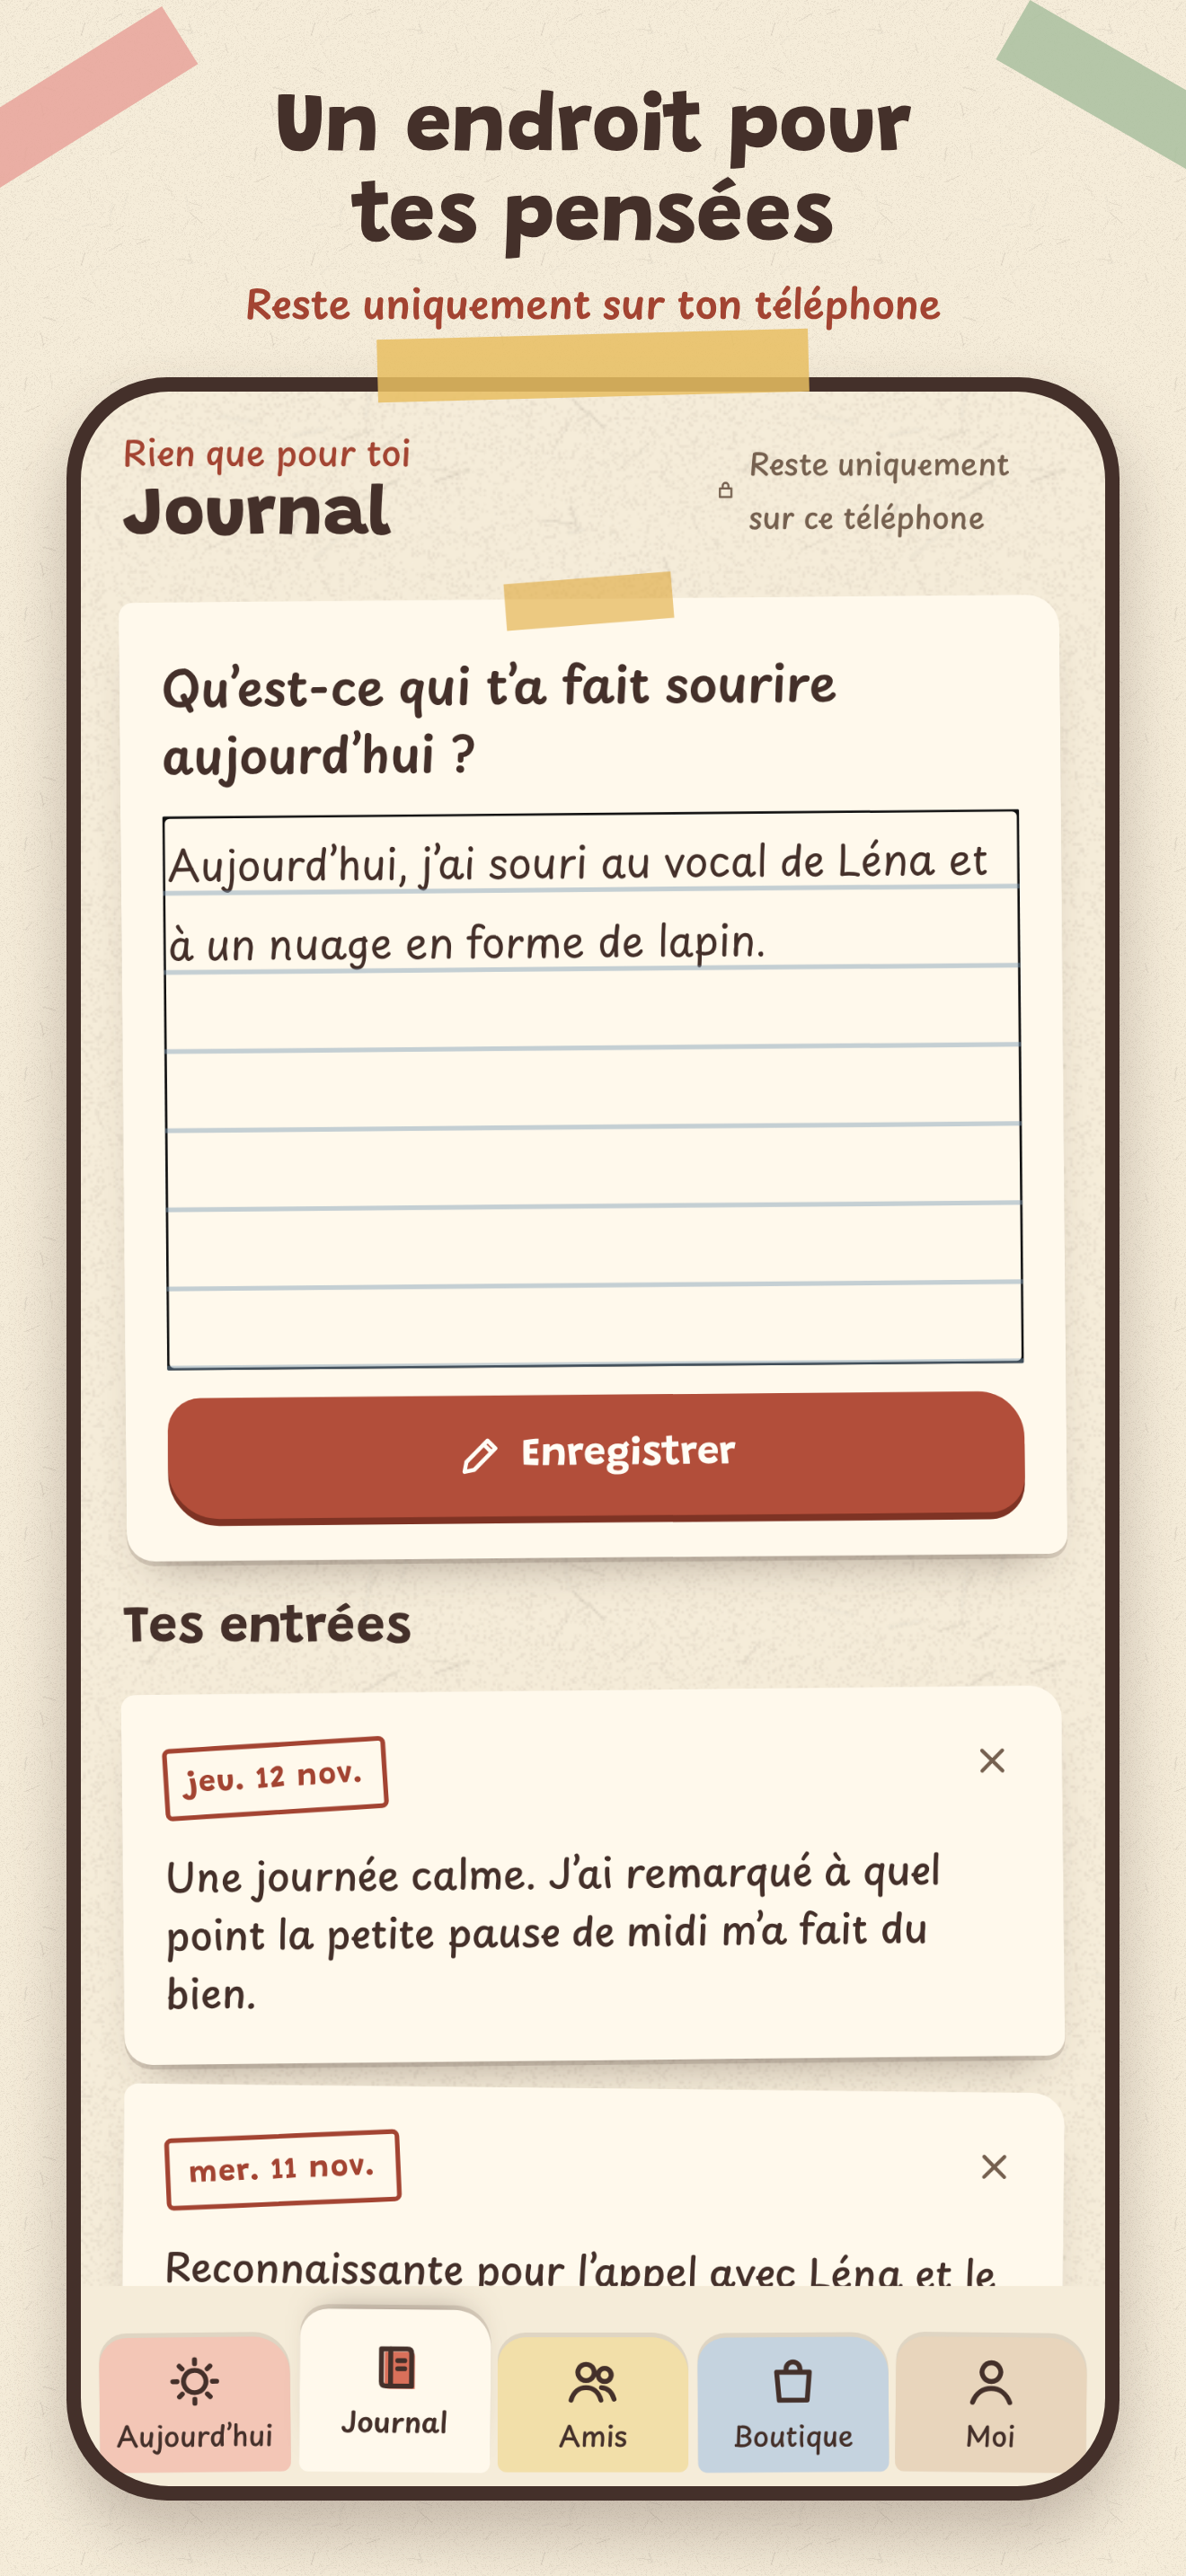 Un endroit pour
tes pensées
Reste uniquement sur ton téléphone
Rien que pour toi
Journal
Reste uniquement
sur ce téléphone
Qu’est-ce qui t’a fait sourire
aujourd’hui ?
Aujourd’hui, j’ai souri au vocal de Léna et
à un nuage en forme de lapin.
Enregistrer
Tes entrées
jeu. 12 nov.
Une journée calme. J’ai remarqué à quel
point la petite pause de midi m’a fait du
bien.
mer. 11 nov.
Reconnaissante pour l’appel avec Léna et le
Aujourd’hui
Journal
Amis
Boutique
Moi